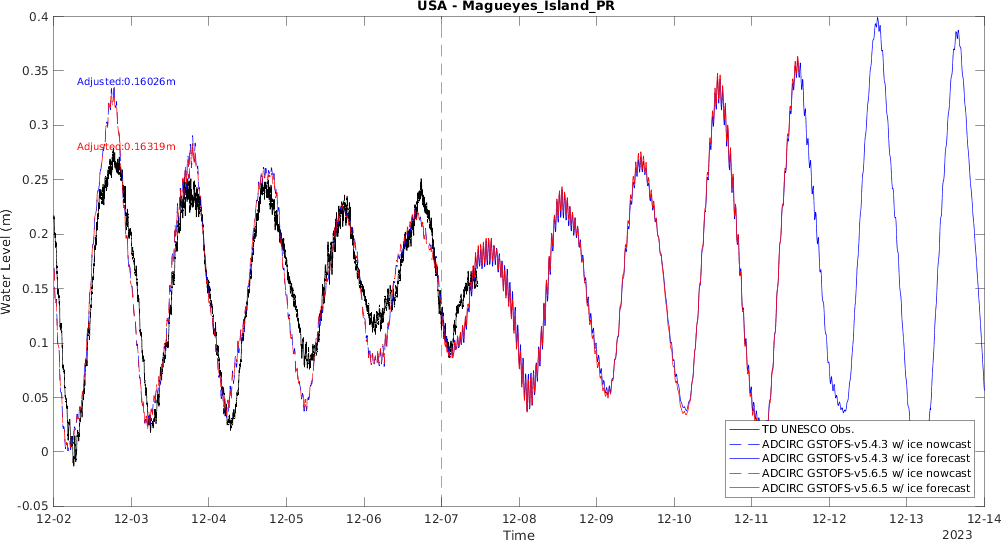 USA - Magueyes_Island_PR
Water Level (m)
0.4
0.35
0.3
0.25
0.2
0.15
0.1
0.05
0
-0.05
Adjusted:0.16026m
Adjusted:0.16319m
TD UNESCO Obs.
ADCIRC GSTOFS-v5.4.3 w/ ice nowcast
ADCIRC GSTOFS-v5.4.3 w/ ice forecast
ADCIRC GSTOFS-v5.6.5 w/ ice nowcast
ADCIRC GSTOFS-v5.6.5 w/ ice forecast
12-02 12-03 12-04 12-05 12-06 12-07 12-08 12-09 12-10 12-11 12-12 12-13 12-14
Time
2023